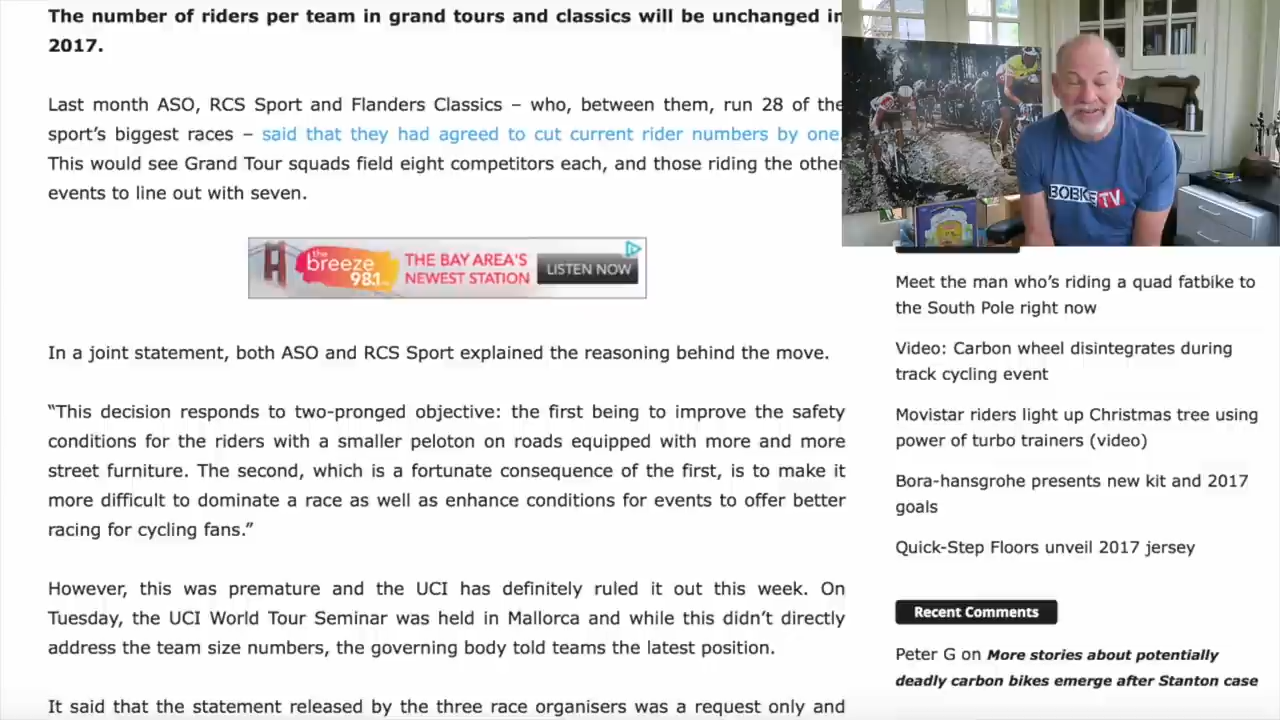 The number of riders per team in grand tours and classics will be unchanged in
2017.
Last month ASO, RCS Sport and Flanders Classics – who, between them, run 28 of the
sport’s biggest races – said that they had agreed to cut current rider numbers by one.
This would see Grand Tour squads field eight competitors each, and those riding the other
events to line out with seven.
the
breeze
98.1
THE BAY AREA'S
NEWEST STATION
LISTEN NOW
In a joint statement, both ASO and RCS Sport explained the reasoning behind the move.
“This decision responds to two-pronged objective: the first being to improve the safety
conditions for the riders with a smaller peloton on roads equipped with more and more
street furniture. The second, which is a fortunate consequence of the first, is to make it
more difficult to dominate a race as well as enhance conditions for events to offer better
racing for cycling fans.”
However, this was premature and the UCI has definitely ruled it out this week. On
Tuesday, the UCI World Tour Seminar was held in Mallorca and while this didn’t directly
address the team size numbers, the governing body told teams the latest position.
It said that the statement released by the three race organisers was a request only and
BOBKE TV
Meet the man who’s riding a quad fatbike to
the South Pole right now
Video: Carbon wheel disintegrates during
track cycling event
Movistar riders light up Christmas tree using
power of turbo trainers (video)
Bora-hansgrohe presents new kit and 2017
goals
Quick-Step Floors unveil 2017 jersey
Recent Comments
Peter G on More stories about potentially
deadly carbon bikes emerge after Stanton case